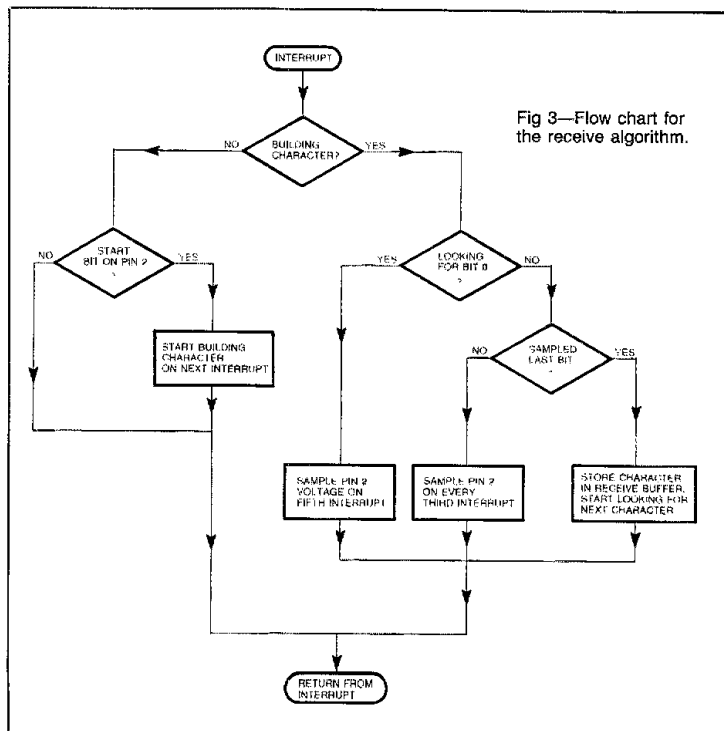 INTERRUPT
Fig 3—Flow chart for
the receive algorithm.
BUILDING
CHARACTER?
NO
YES
START
BIT ON PIN 2
?
NO
YES
LOOKING
FOR BIT 0
?
YES
NO
START BUILDING
CHARACTER
ON NEXT INTERRUPT
SAMPLED
LAST BIT
NO
YES
SAMPLE PIN 2
VOLTAGE ON
FIFTH INTERRUPT
SAMPLE PIN 2
ON EVERY
THIRD INTERRUPT
STORE CHARACTER
IN RECEIVE BUFFER.
START LOOKING FOR
NEXT CHARACTER
RETURN FROM
INTERRUPT